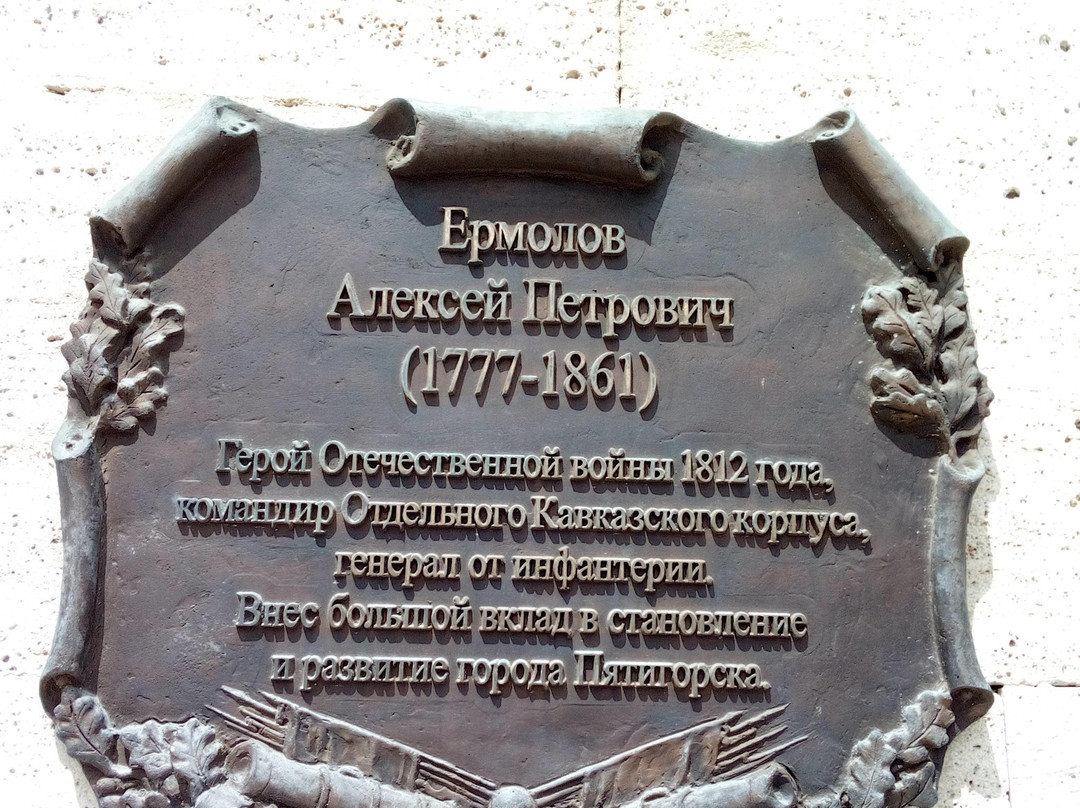 Ермолов
Алексей Петрович
(1777-1861)
Герой Отечественной войны 1812 года,
командир Отдельного Кавказского корпуса,
генерал от инфантерии.
Внес большой вклад в становление
и развитие города Пятигорска.